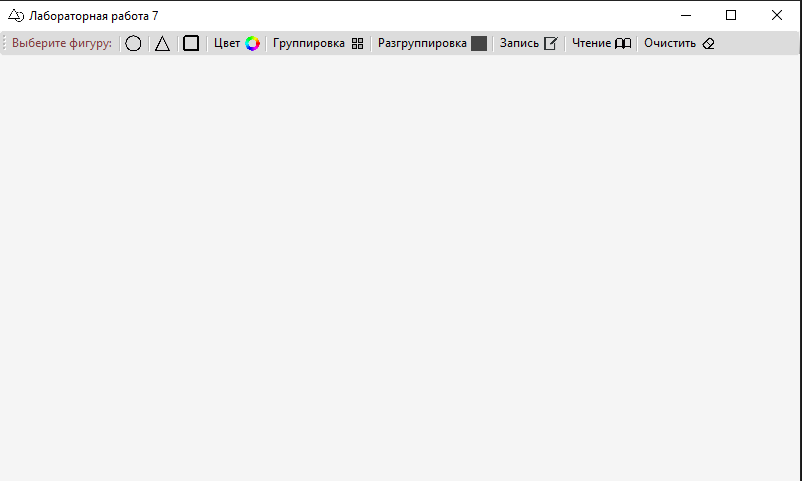 Лабораторная работа 7
Выберите фигуру: Цвет Группировка Разгруппировка Запись Чтение Очистить